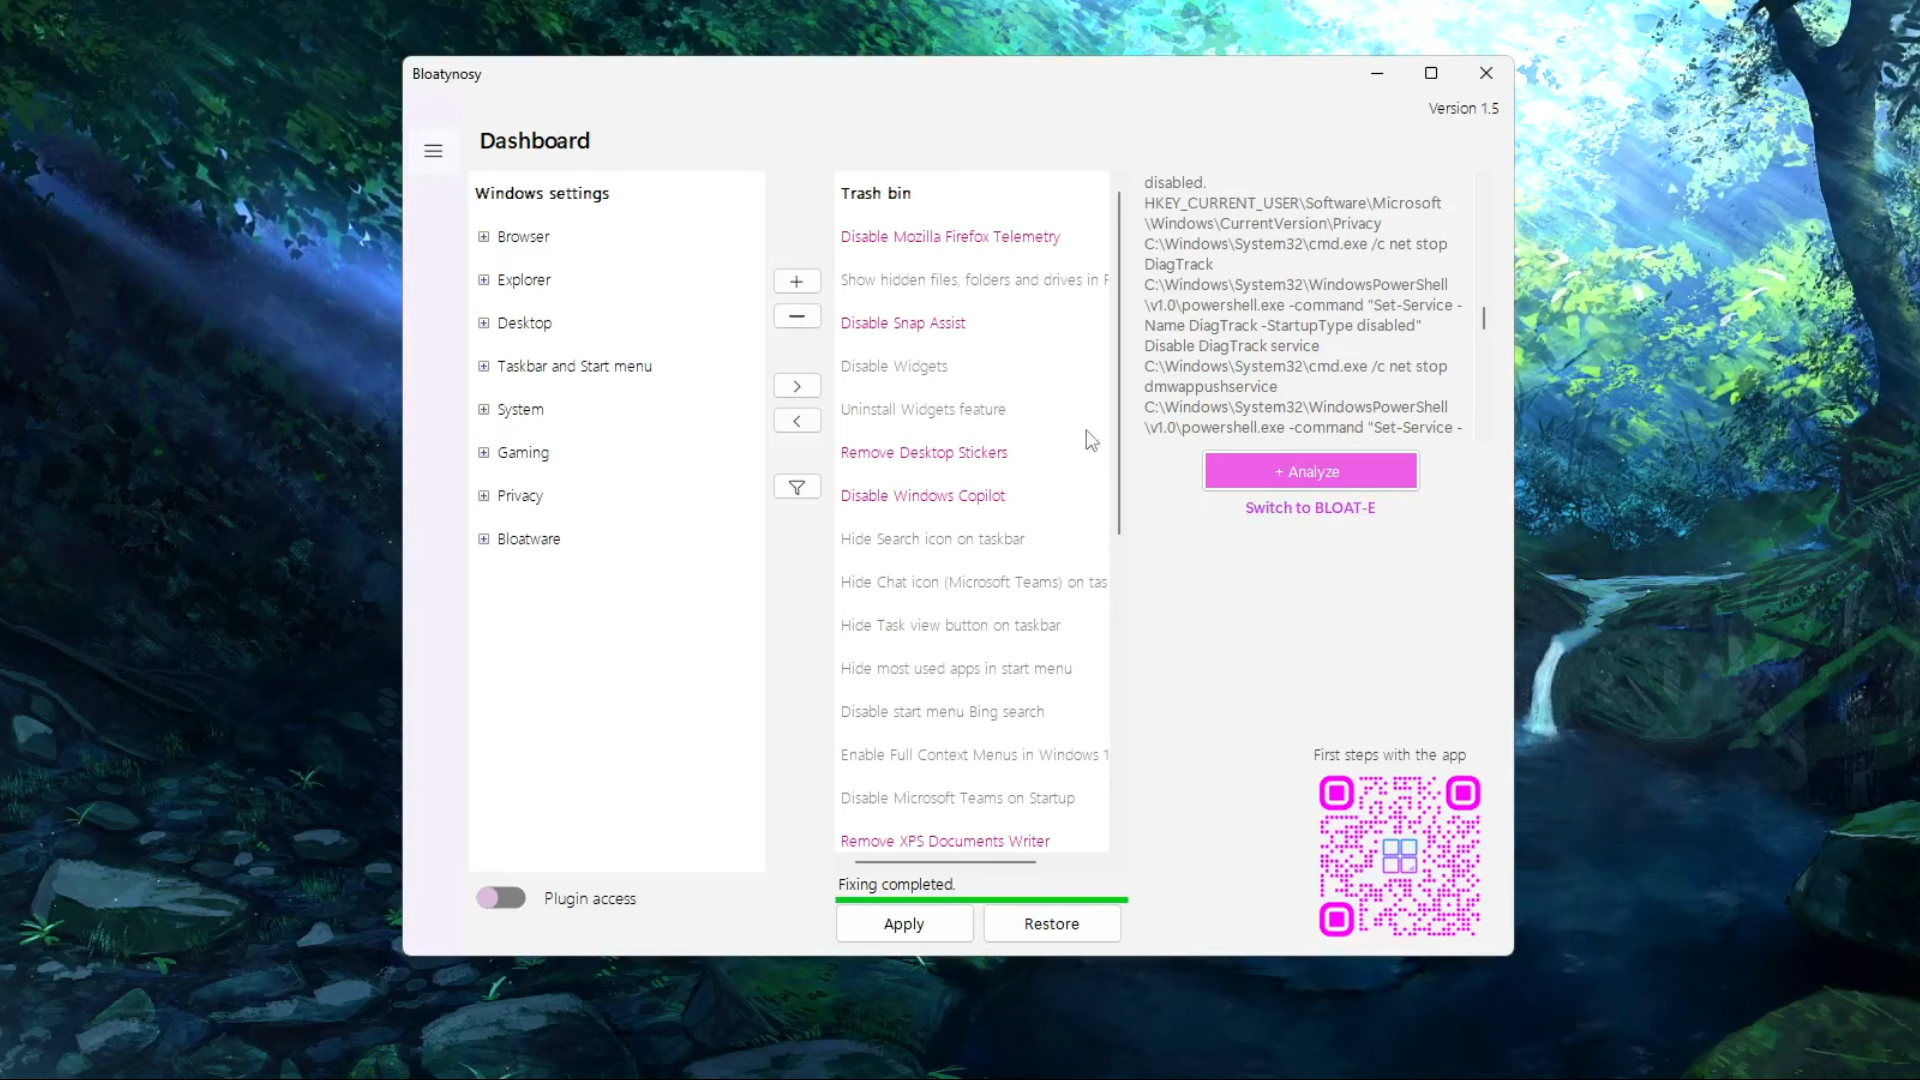 Bloatynosy
Version 1.5
Dashboard
Windows settings
Browser
Explorer
Desktop
Taskbar and Start menu
System
Gaming
Privacy
Bloatware
Plugin access
Trash bin
Disable Mozilla Firefox Telemetry
Show hidden files, folders and drives in
Disable Snap Assist
Disable Widgets
Uninstall Widgets feature
Remove Desktop Stickers
Disable Windows Copilot
Hide Search icon on taskbar
Hide Chat icon (Microsoft Teams) on tas
Hide Task view button on taskbar
Hide most used apps in start menu
Disable start menu Bing search
Enable Full Context Menus in Windows 1
Disable Microsoft Teams on Startup
Remove XPS Documents Writer
Fixing completed.
Apply
Restore
disabled.
HKEY_CURRENT_USER\Software\Microsoft
\Windows\CurrentVersion\Privacy
C:\Windows\System32\cmd.exe /c net stop
DiagTrack
C:\Windows\System32\WindowsPowerShell
\v1.0\powershell.exe -command "Set-Service -
Name DiagTrack -StartupType disabled"
Disable DiagTrack service
C:\Windows\System32\cmd.exe /c net stop
dmwappushservice
C:\Windows\System32\WindowsPowerShell
\v1.0\powershell.exe -command "Set-Service -
+ Analyze
Switch to BLOAT-E
First steps with the app